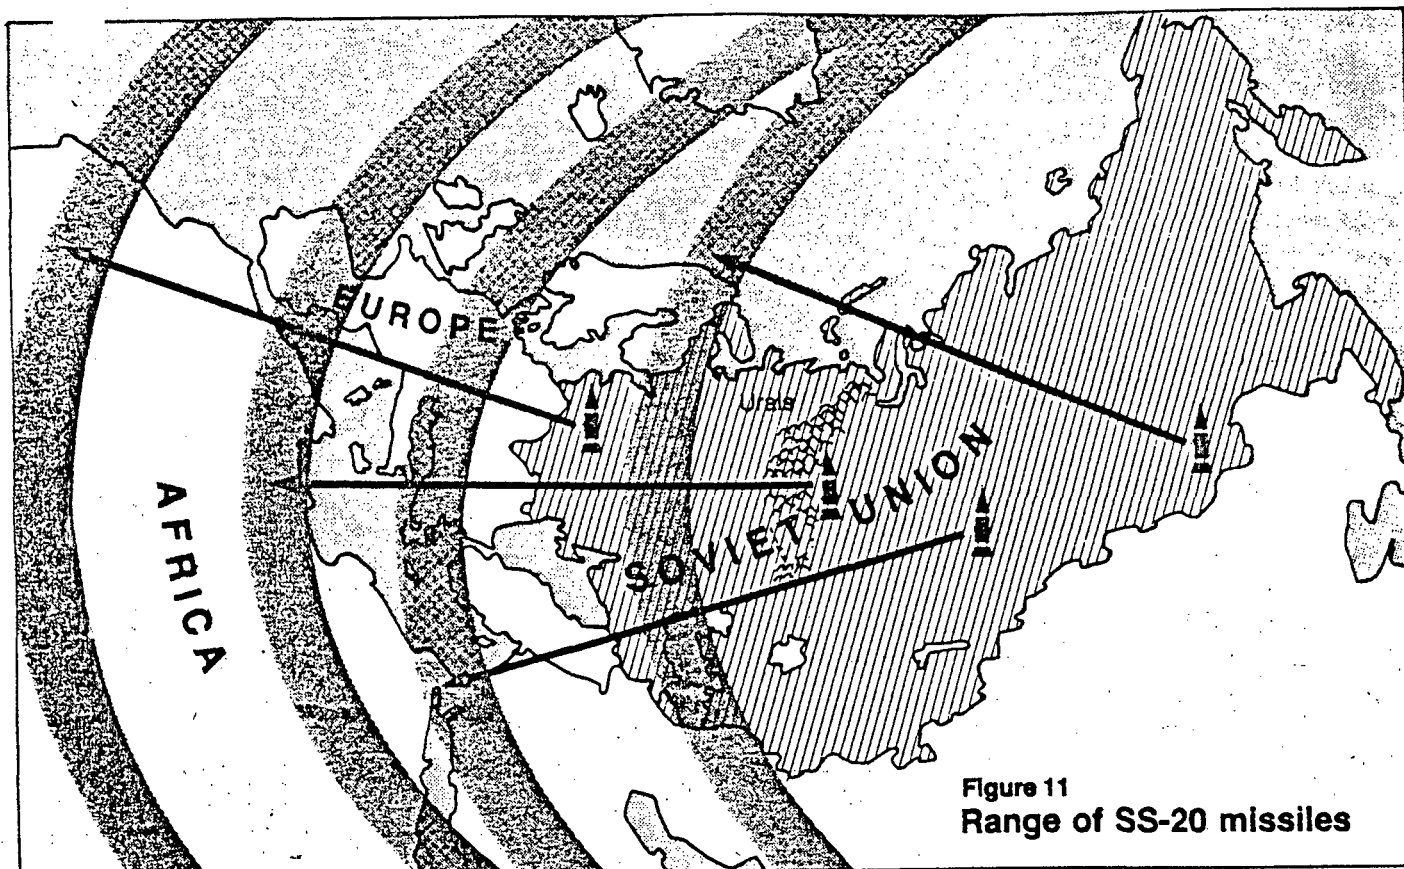 EUROPE
Urals
AFRICA
SOVIET UNION
Figure 11
Range of SS-20 missiles